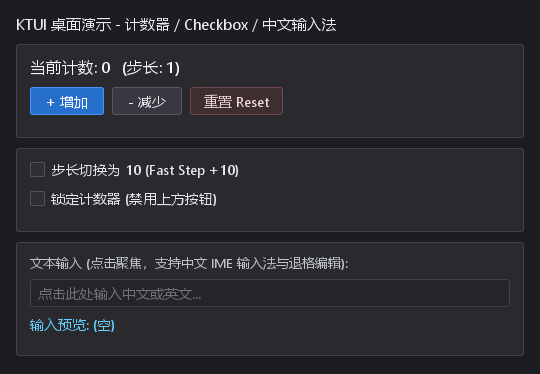 KTUI 桌面演示 - 计数器 / Checkbox / 中文输入法
当前计数: 0 (步长: 1)
+ 增加 - 减少 重置 Reset
步长切换为 10 (Fast Step +10)
锁定计数器 (禁用上方按钮)
文本输入 (点击聚焦，支持中文 IME 输入法与退格编辑):
点击此处输入中文或英文...
输入预览: (空)